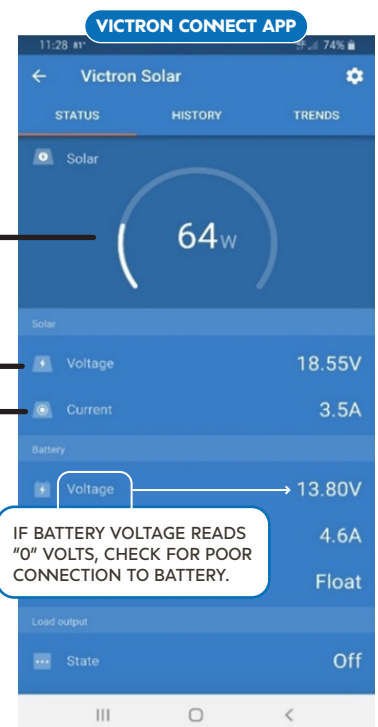 VICTRON CONNECT APP
11:28 81° 74%
Victron Solar
STATUS HISTORY TRENDS
Solar
64W
Solar
Voltage 18.55V
Current 3.5A
Battery
Voltage 13.80V
IF BATTERY VOLTAGE READS
"0" VOLTS, CHECK FOR POOR
CONNECTION TO BATTERY.
4.6A
Float
Load output
State Off